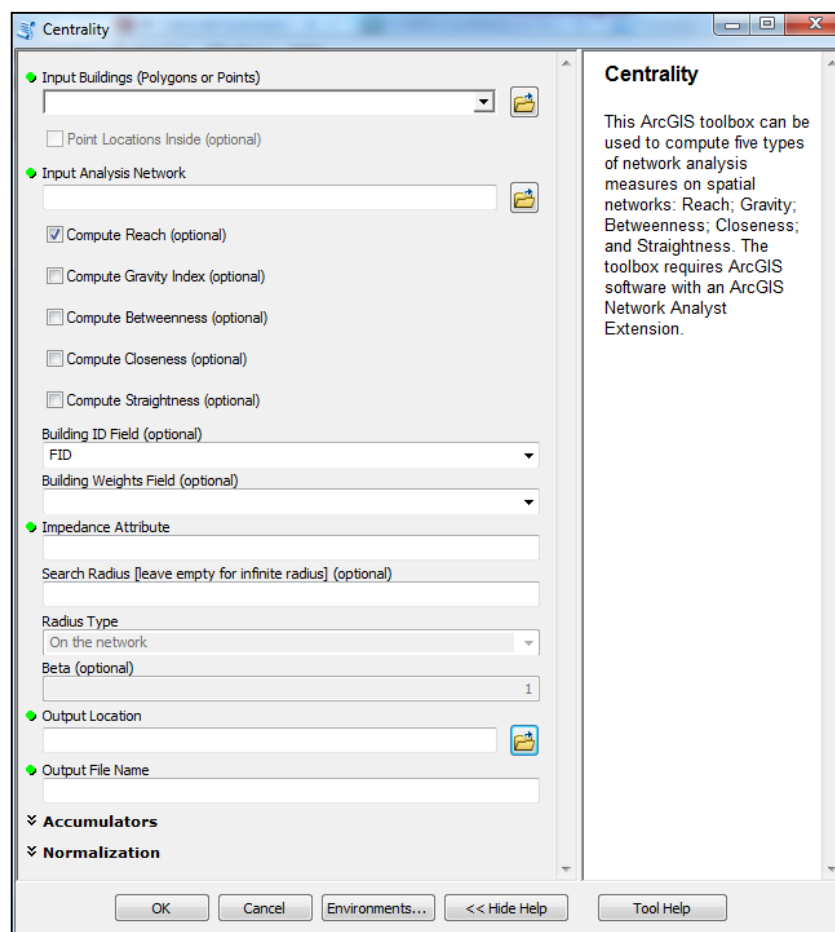 Centrality
Input Buildings (Polygons or Points)
Point Locations Inside (optional)
Input Analysis Network
Compute Reach (optional)
Compute Gravity Index (optional)
Compute Betweenness (optional)
Compute Closeness (optional)
Compute Straightness (optional)
Building ID Field (optional)
FID
Building Weights Field (optional)
Impedance Attribute
Search Radius [leave empty for infinite radius] (optional)
Radius Type
On the network
Beta (optional)
1
Output Location
Output File Name
Accumulators
Normalization
Centrality
This ArcGIS toolbox can be
used to compute five types
of network analysis
measures on spatial
networks: Reach; Gravity;
Betweenness; Closeness;
and Straightness. The
toolbox requires ArcGIS
software with an ArcGIS
Network Analyst
Extension.
OK
Cancel
Environments...
<< Hide Help
Tool Help